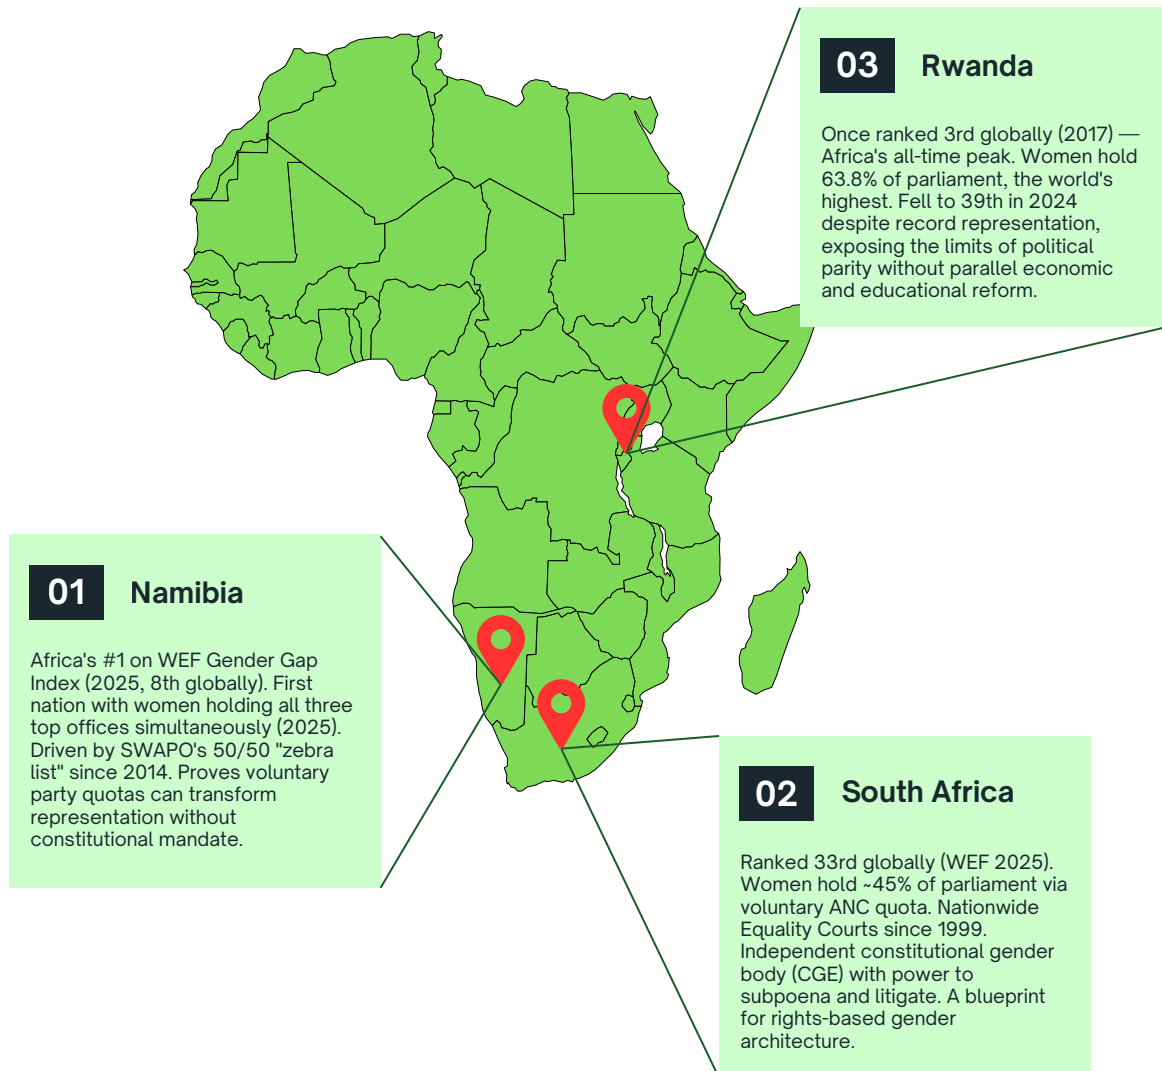 03
Rwanda
Once ranked 3rd globally (2017) —
Africa's all-time peak. Women hold
63.8% of parliament, the world's
highest. Fell to 39th in 2024
despite record representation,
exposing the limits of political
parity without parallel economic
and educational reform.
01
Namibia
Africa's #1 on WEF Gender Gap
Index (2025, 8th globally). First
nation with women holding all three
top offices simultaneously (2025).
Driven by SWAPO's 50/50 "zebra
list" since 2014. Proves voluntary
party quotas can transform
representation without
constitutional mandate.
02
South Africa
Ranked 33rd globally (WEF 2025).
Women hold ~45% of parliament via
voluntary ANC quota. Nationwide
Equality Courts since 1999.
Independent constitutional gender
body (CGE) with power to
subpoena and litigate. A blueprint
for rights-based gender
architecture.